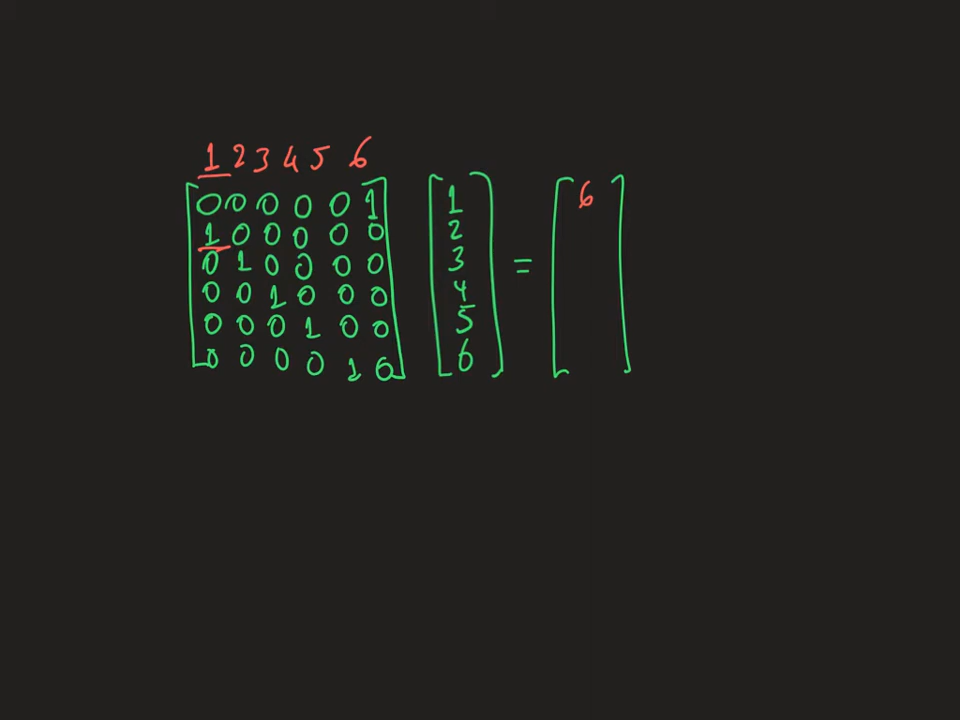 1 2 3 4 5 6
0 0 0 0 0 1 1 6
1 0 0 0 0 0 2
0 1 0 0 0 0 3 =
0 0 1 0 0 0 4
0 0 0 1 0 0 5
0 0 0 0 1 0 6